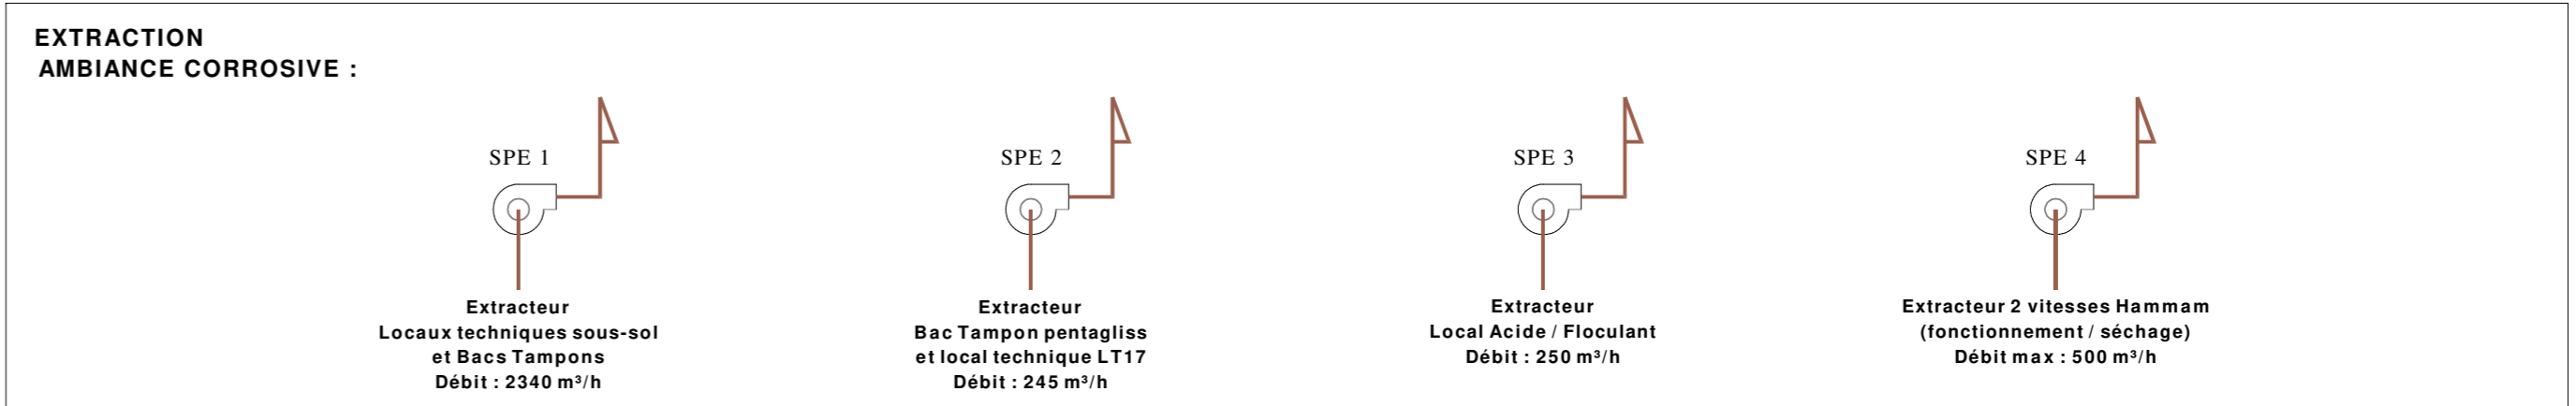 EXTRACTION
AMBIANCE CORROSIVE :
SPE 1
Extracteur
Locaux techniques sous-sol
et Bacs Tampons
Débit : 2340 m³/h
SPE 2
Extracteur
Bac Tampon pentagliss
et local technique LT17
Débit : 245 m³/h
SPE 3
Extracteur
Local Acide / Floculant
Débit : 250 m³/h
SPE 4
Extracteur 2 vitesses Hammam
(fonctionnement / séchage)
Débit max : 500 m³/h